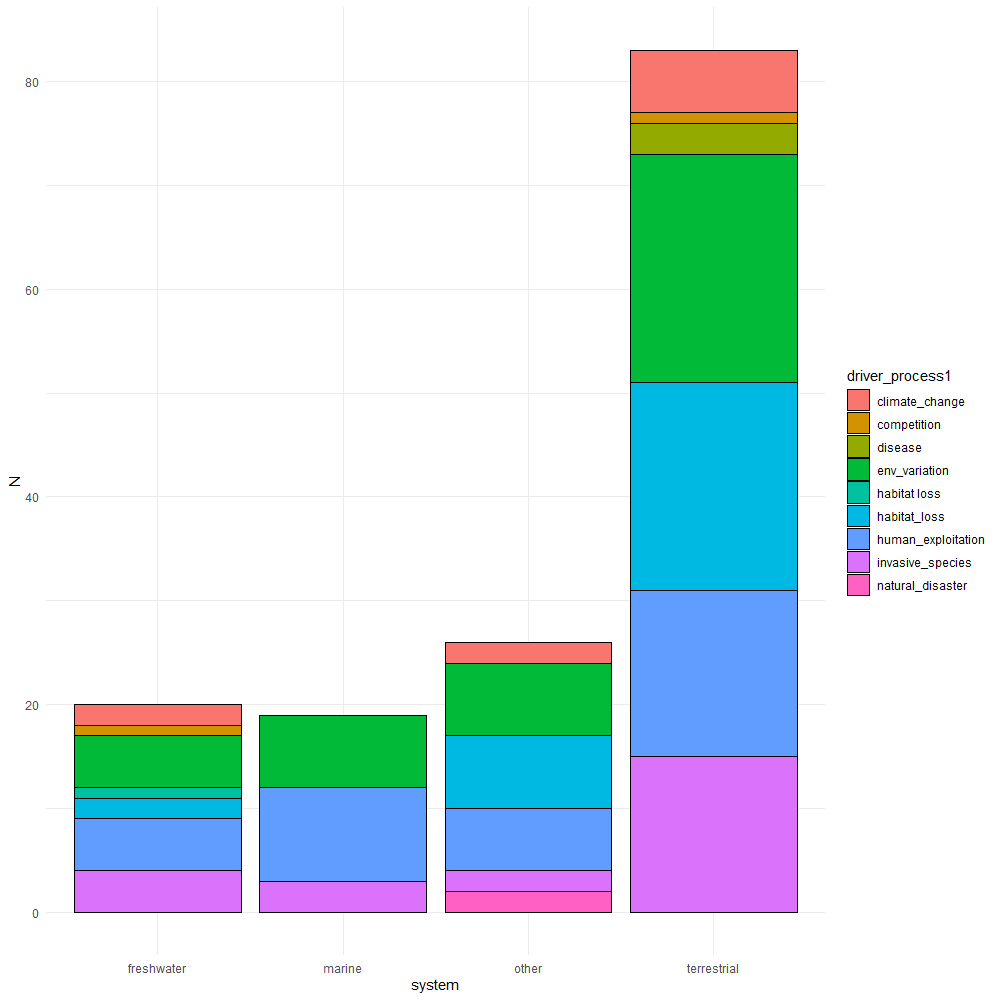 80
60
40
20
0
N
freshwater
marine
other
terrestrial
system
driver_process1
climate_change
competition
disease
env_variation
habitat loss
habitat_loss
human_exploitation
invasive_species
natural_disaster